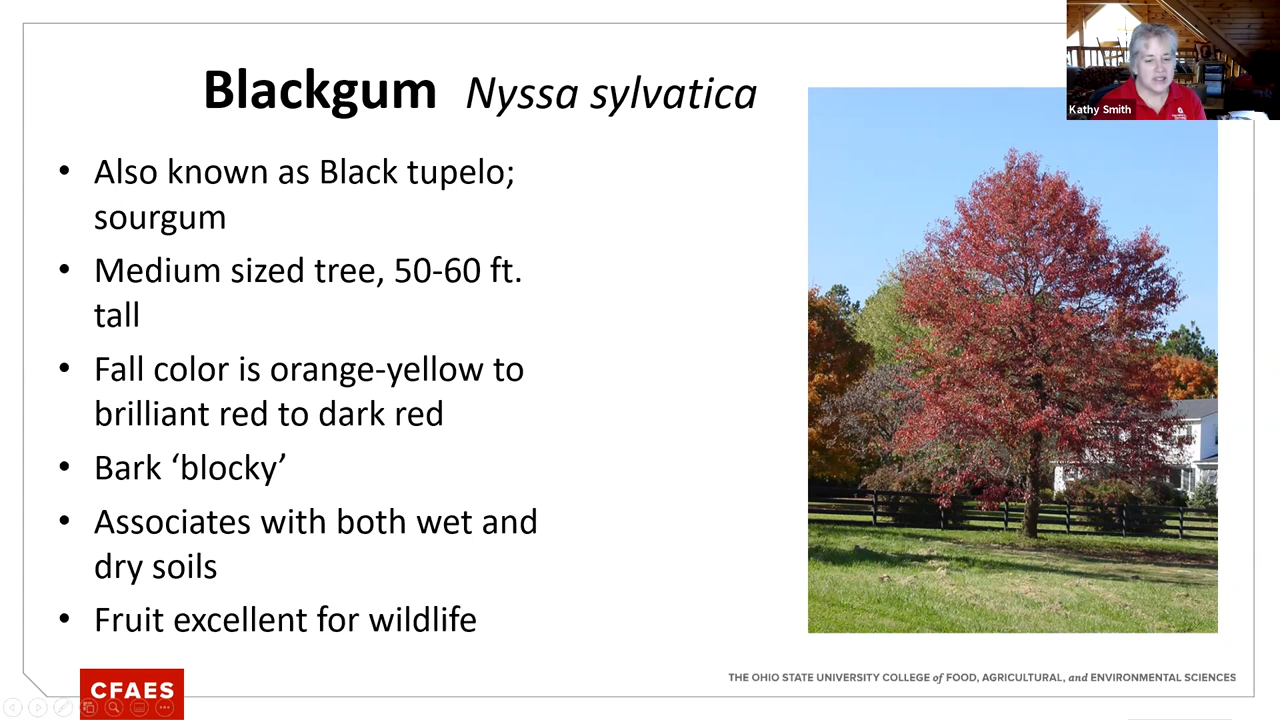 Blackgum Nyssa sylvatica
Kathy Smith
• Also known as Black tupelo;
sourgum
• Medium sized tree, 50-60 ft.
tall
• Fall color is orange-yellow to
brilliant red to dark red
• Bark ‘blocky’
• Associates with both wet and
dry soils
• Fruit excellent for wildlife
CFAES
THE OHIO STATE UNIVERSITY COLLEGE of FOOD, AGRICULTURAL, and ENVIRONMENTAL SCIENCES